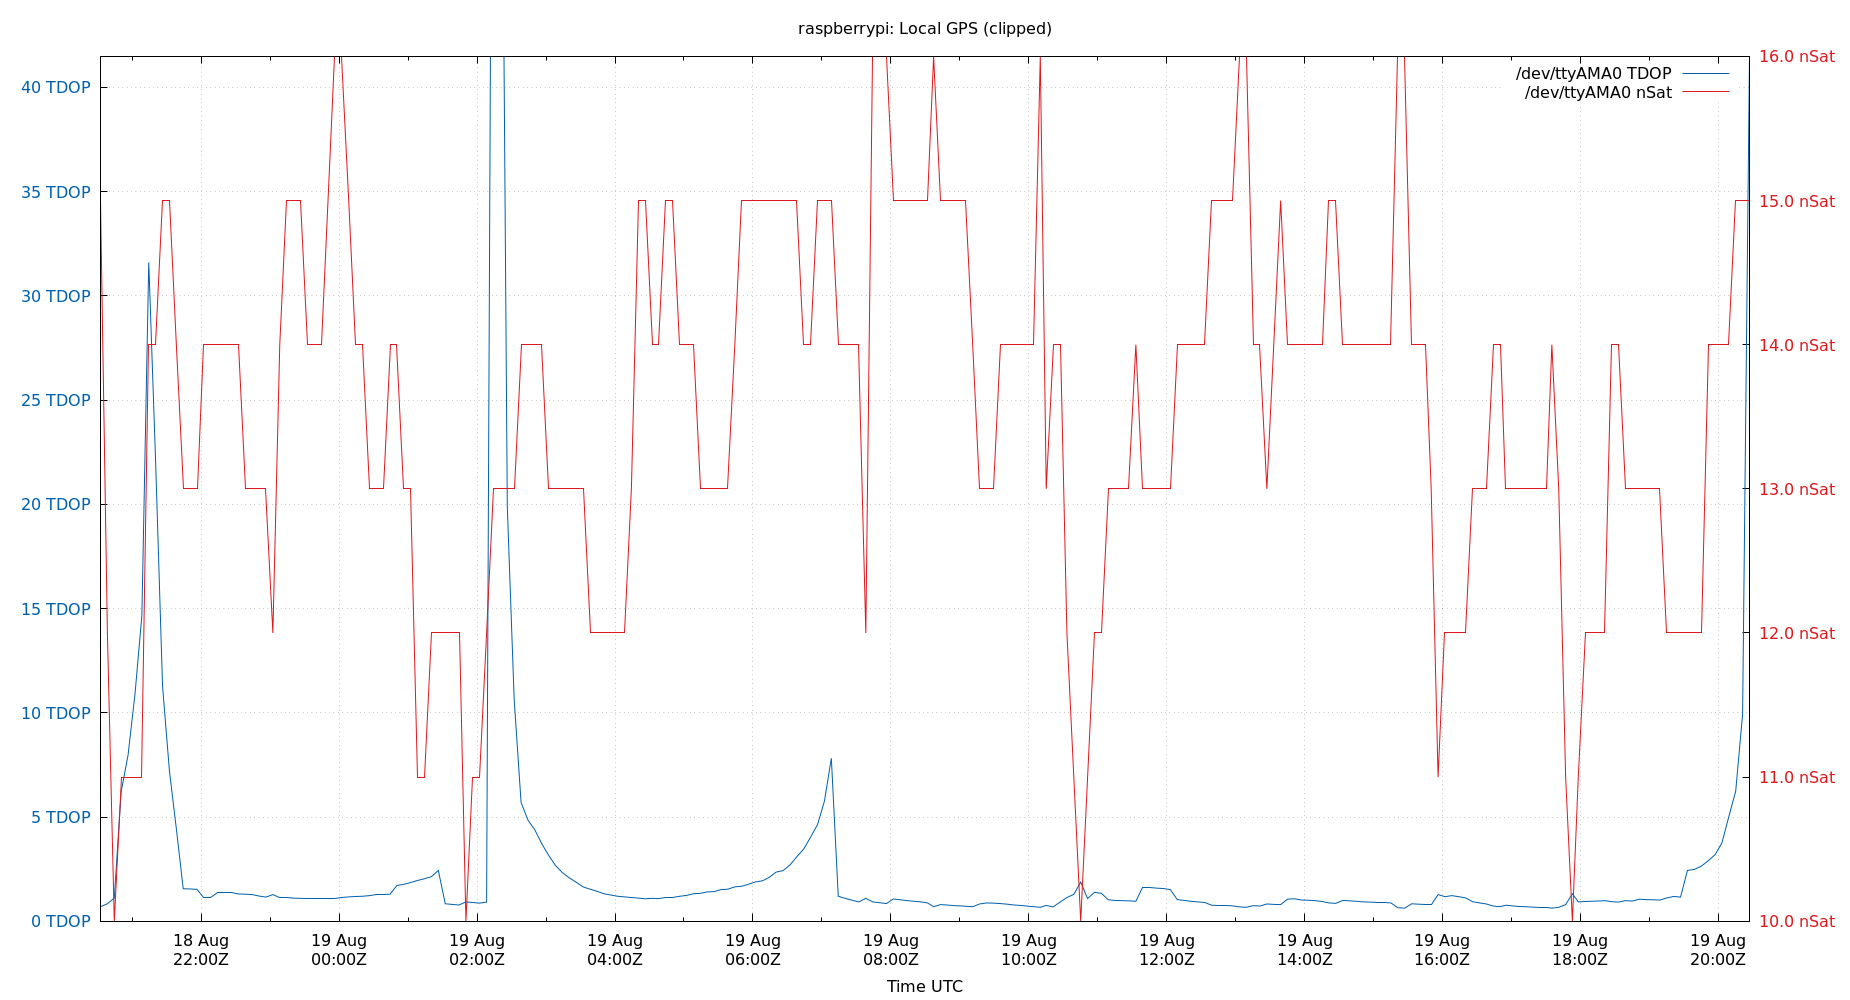 raspberrypi: Local GPS (clipped)
/dev/ttyAMA0 TDOP
/dev/ttyAMA0 nSat
40 TDOP
35 TDOP
30 TDOP
25 TDOP
20 TDOP
15 TDOP
10 TDOP
5 TDOP
0 TDOP
16.0 nSat
15.0 nSat
14.0 nSat
13.0 nSat
12.0 nSat
11.0 nSat
10.0 nSat
18 Aug
22:00Z
19 Aug
00:00Z
19 Aug
02:00Z
19 Aug
04:00Z
19 Aug
06:00Z
19 Aug
08:00Z
19 Aug
10:00Z
19 Aug
12:00Z
19 Aug
14:00Z
19 Aug
16:00Z
19 Aug
18:00Z
19 Aug
20:00Z
Time UTC